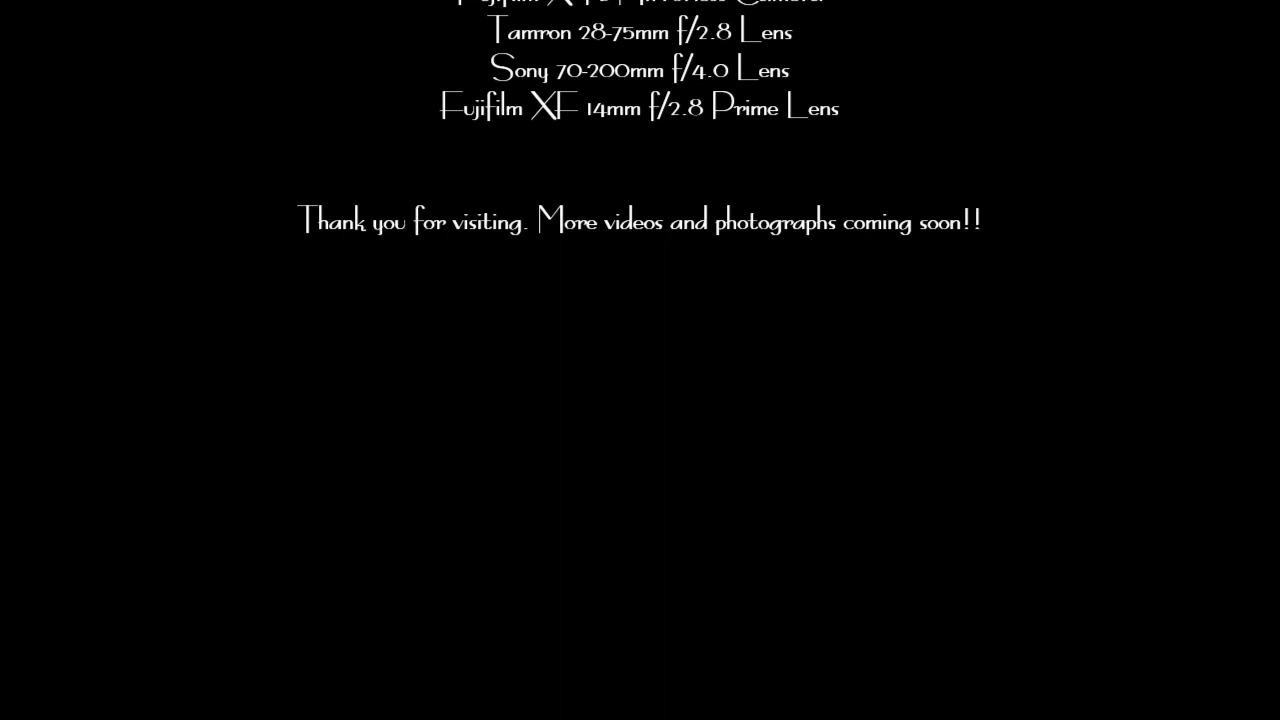 Tamron 28-75mm f/2.8 Lens
Sony 70-200mm f/4.0 Lens
Fujifilm XF 14mm f/2.8 Prime Lens
Thank you for visiting. More videos and photographs coming soon!!